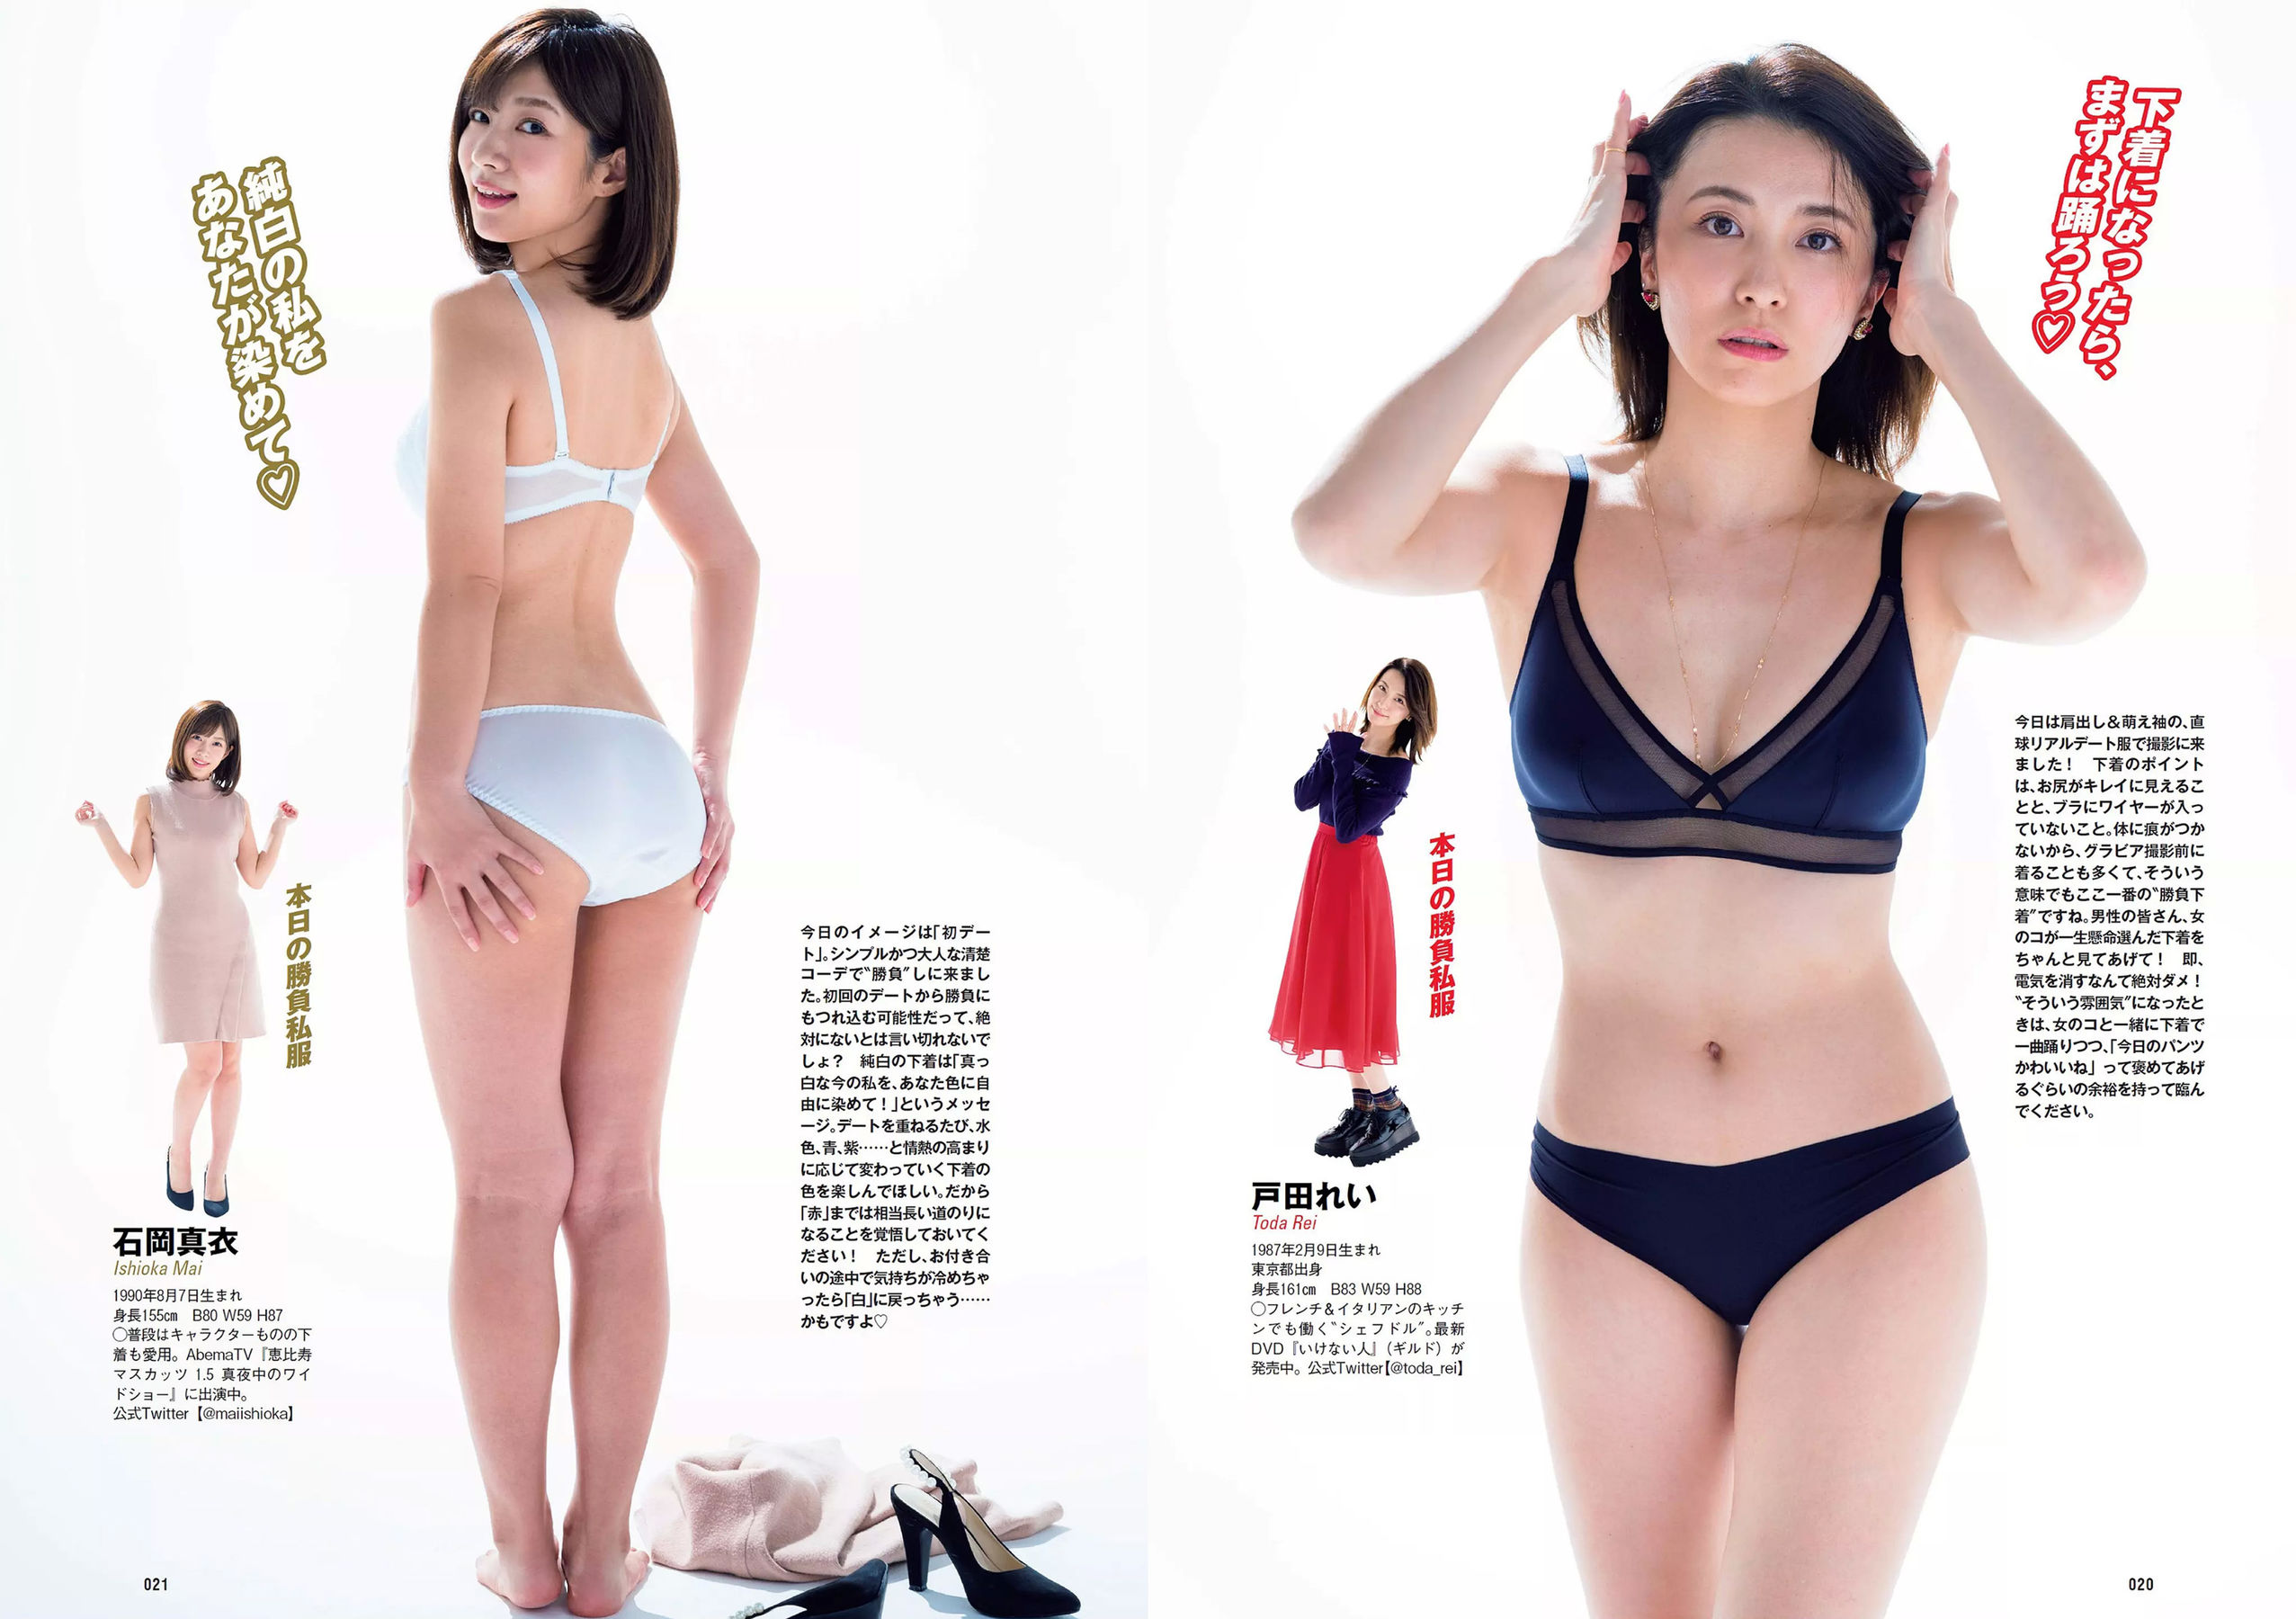 下着になったら、
まずは踊ろう♡
今日は肩出し＆萌え袖の、直
球リアルデート服で撮影に来
ました！　下着のポイント
は、お尻がキレイに見えるこ
とと、ブラにワイヤーが入っ
ていないこと。体に痕がつか
ないから、グラビア撮影前に
着ることも多くて、そういう
意味でもここ一番の“勝負下
着”ですね。男性の皆さん、女
のコが一生懸命選んだ下着を
ちゃんと見てあげて！　即、
電気を消すなんて絶対ダメ！
“そういう雰囲気”になったと
きは、女のコと一緒に下着で
一曲踊りつつ、「今日のパンツ
かわいいね」って褒めてあげ
るぐらいの余裕を持って臨ん
でください。
本日の勝負私服
戸田れい
Toda Rei
1987年2月9日生まれ
東京都出身
身長161㎝　B83 W59 H88
○フレンチ＆イタリアンのキッチ
ンでも働く“シェフドル”。最新
DVD『いけない人』（ギルド）が
発売中。公式Twitter【@toda_rei】
020
純白の私を
あなたが染めて♡
今日のイメージは「初デー
ト」。シンプルかつ大人な清楚
コーデで“勝負”しに来まし
た。初回のデートから勝負に
もつれ込む可能性だって、絶
対にないとは言い切れないで
しょ？　純白の下着は「真っ
白な今の私を、あなた色に自
由に染めて！」というメッセ
ージ。デートを重ねるたび、水
色、青、紫……と情熱の高まり
に応じて変わっていく下着の
色を楽しんでほしい。だから
「赤」までは相当長い道のりに
なることを覚悟しておいてく
ださい！　ただし、お付き合
いの途中で気持ちが冷めちゃ
ったら「白」に戻っちゃう……
かもですよ♡
本日の勝負私服
石岡真衣
Ishioka Mai
1990年8月7日生まれ
身長155㎝　B80 W59 H87
○普段はキャラクターものの下
着も愛用。AbemaTV『恵比寿
マスカッツ 1.5 真夜中のワイ
ドショー』に出演中。
公式Twitter【@maiishioka】
021